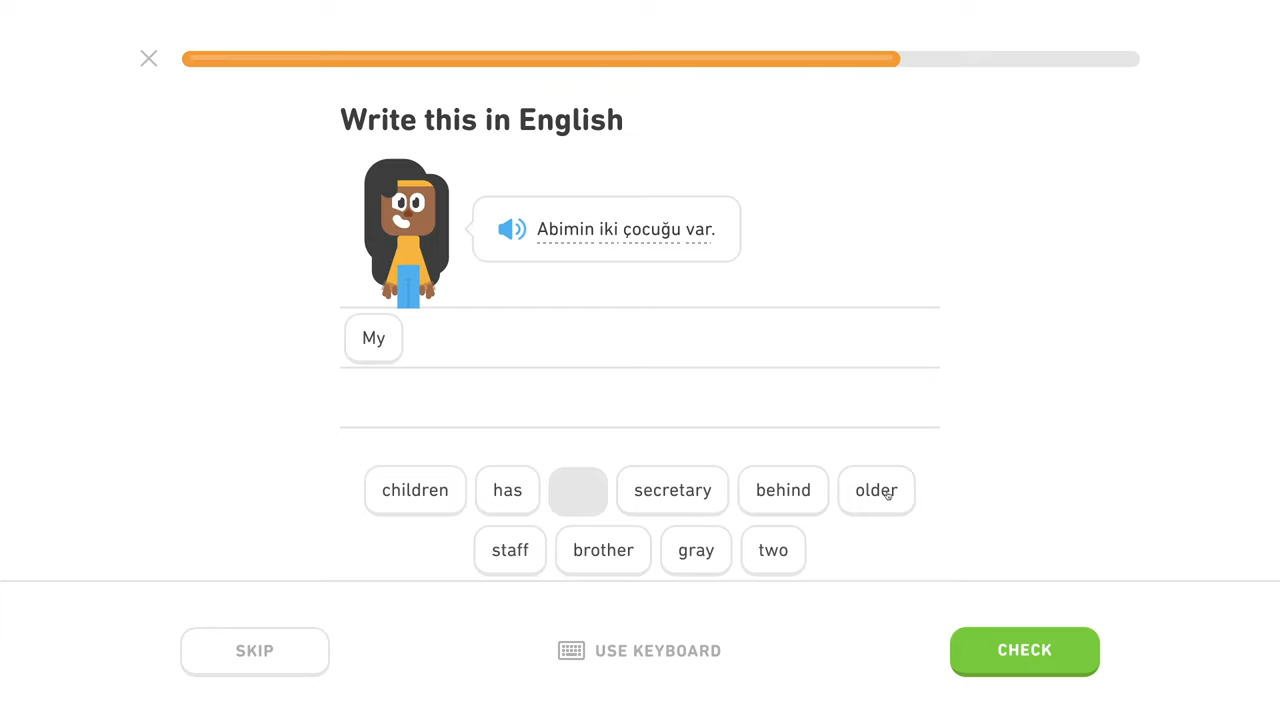 Write this in English
Abimin iki çocuğu var.
My
children has secretary behind older
staff brother gray two
SKIP USE KEYBOARD CHECK